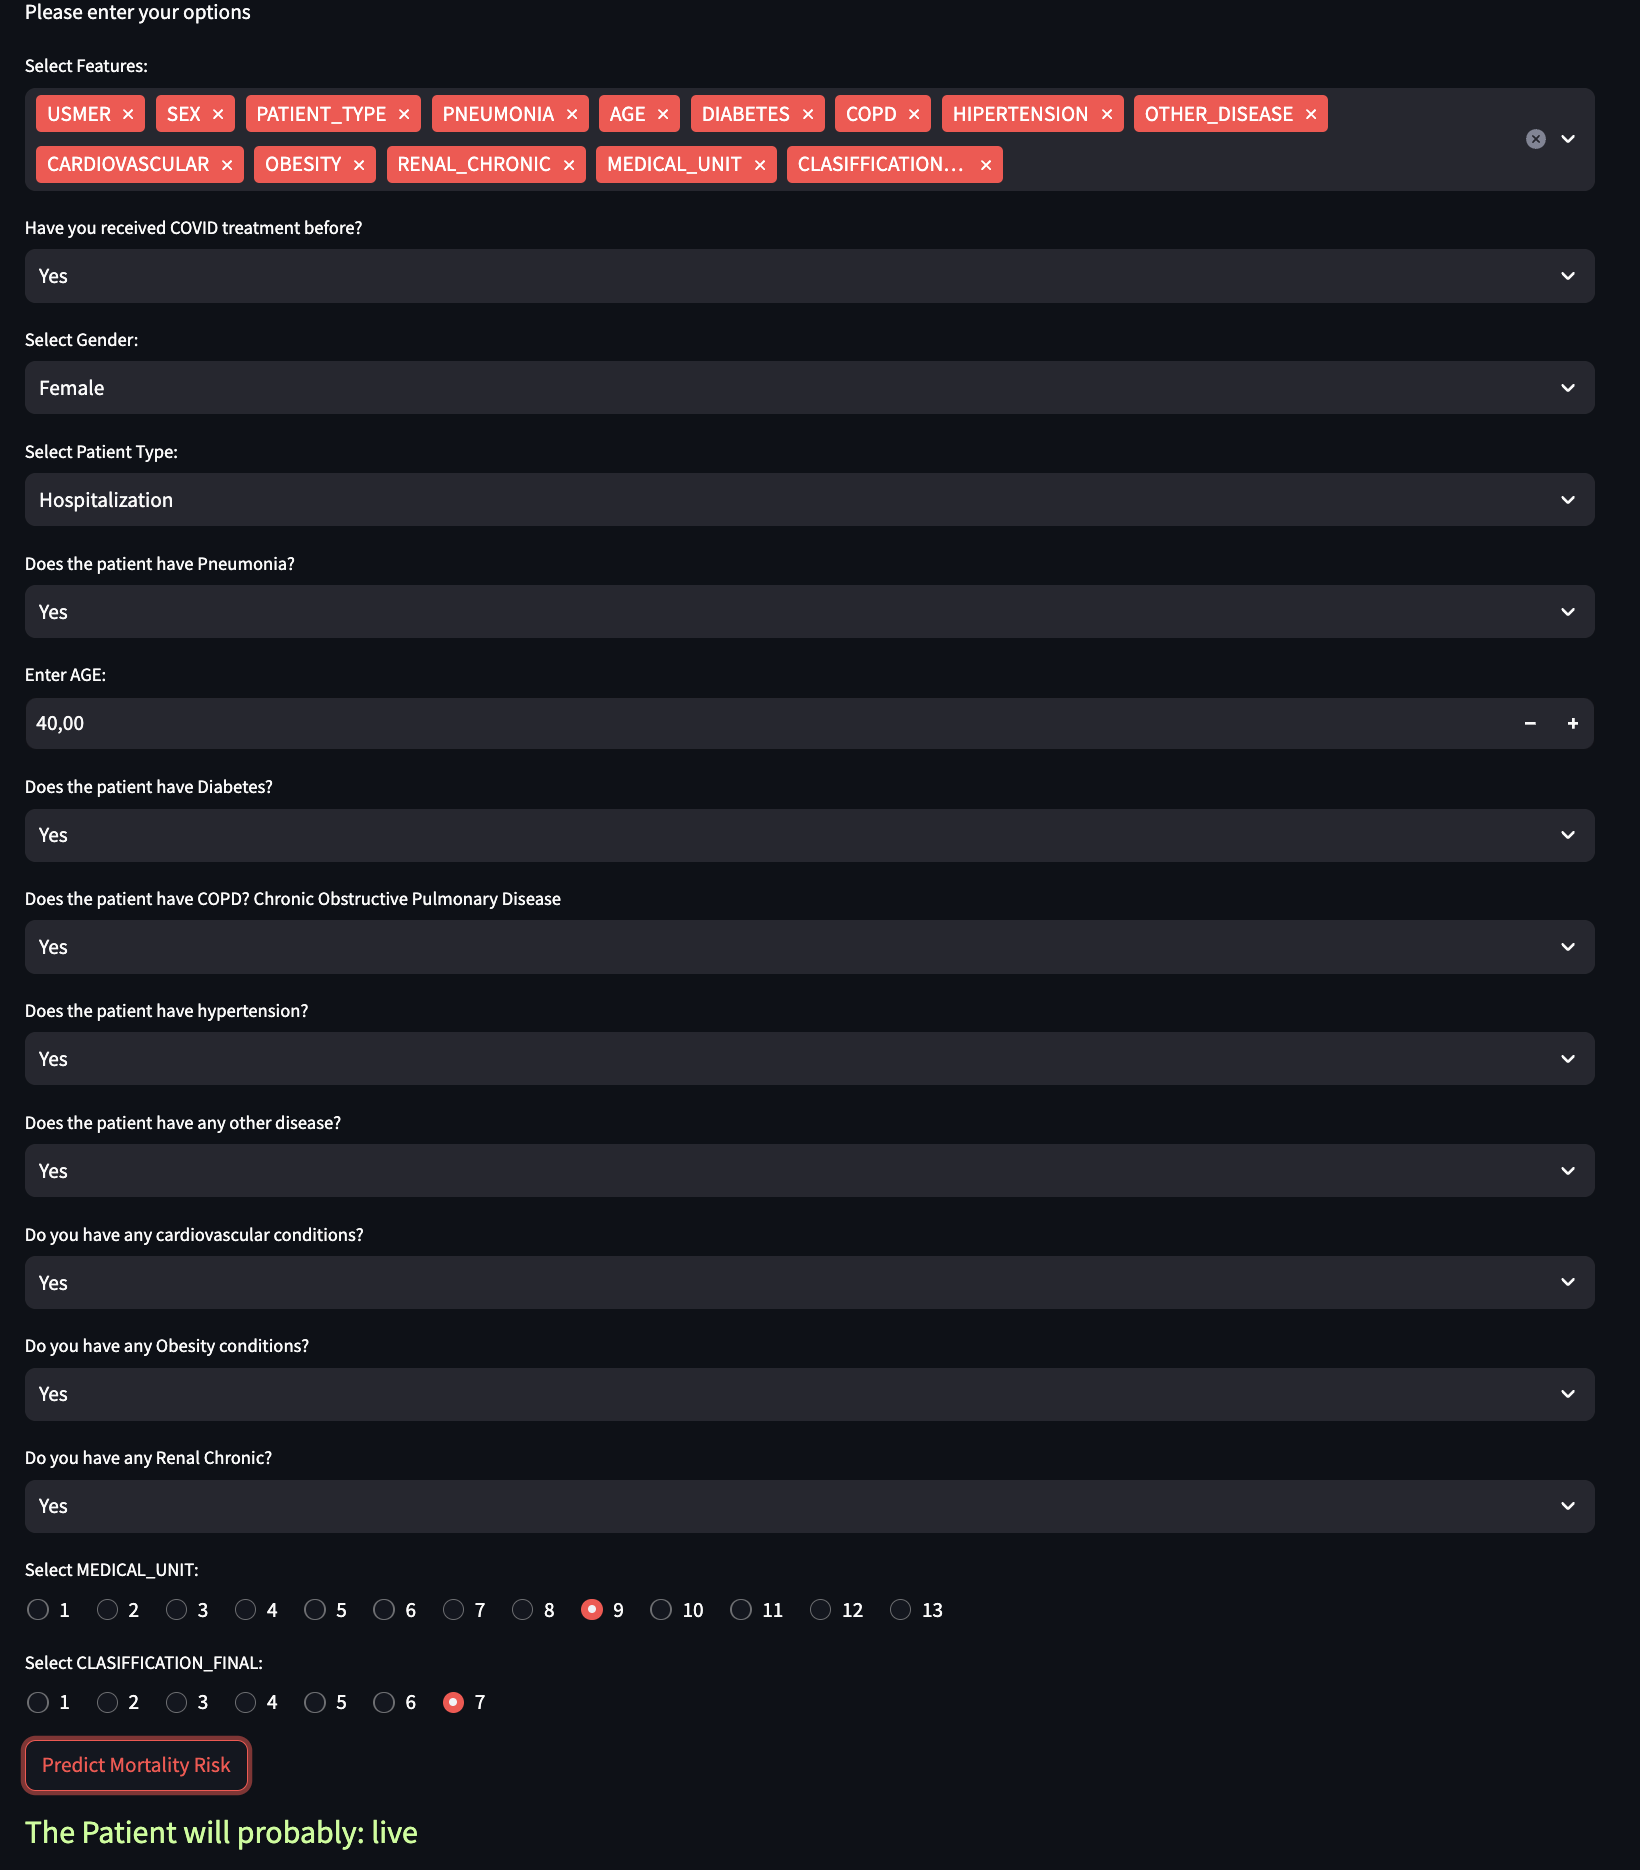 Please enter your options
Select Features:
USMER × SEX × PATIENT_TYPE × PNEUMONIA × AGE × DIABETES × COPD × HIPERTENSION × OTHER_DISEASE ×
CARDIOVASCULAR × OBESITY × RENAL_CHRONIC × MEDICAL_UNIT × CLASIFFICATION... ×
Have you received COVID treatment before?
Yes
Select Gender:
Female
Select Patient Type:
Hospitalization
Does the patient have Pneumonia?
Yes
Enter AGE:
40,00
Does the patient have Diabetes?
Yes
Does the patient have COPD? Chronic Obstructive Pulmonary Disease
Yes
Does the patient have hypertension?
Yes
Does the patient have any other disease?
Yes
Do you have any cardiovascular conditions?
Yes
Do you have any Obesity conditions?
Yes
Do you have any Renal Chronic?
Yes
Select MEDICAL_UNIT:
1 2 3 4 5 6 7 8 9 10 11 12 13
Select CLASIFFICATION_FINAL:
1 2 3 4 5 6 7
Predict Mortality Risk
The Patient will probably: live